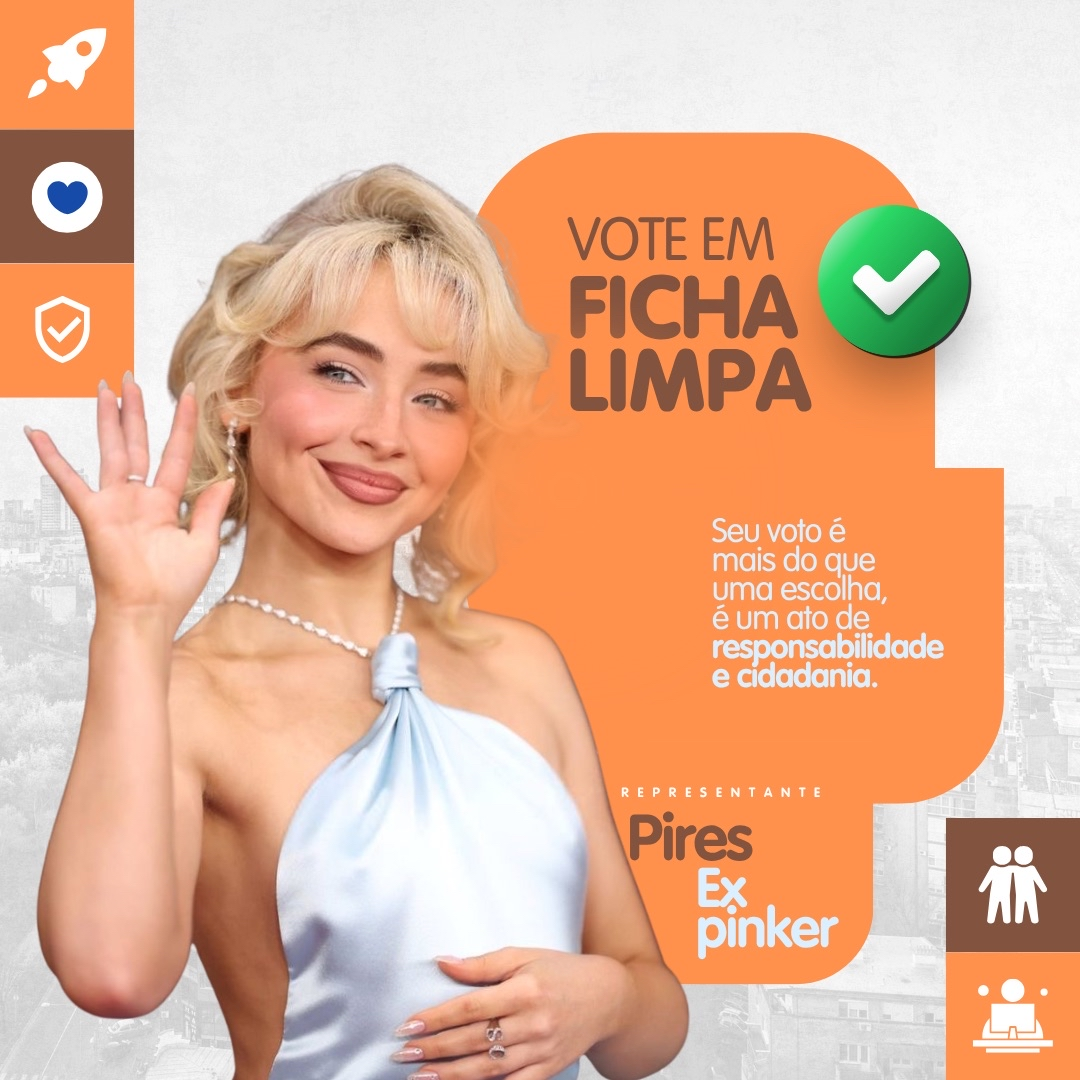 VOTE EM
FICHA
LIMPA
Seu voto é
mais do que
uma escolha,
é um ato de
responsabilidade
e cidadania.
REPRESENTANTE
Pires
Ex
pinker